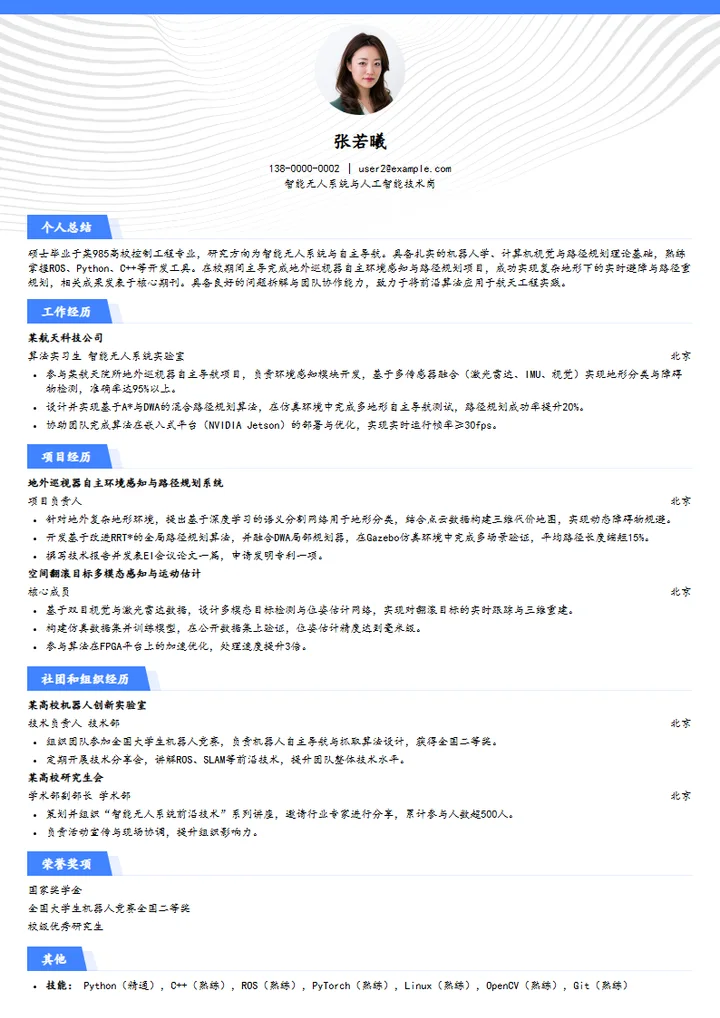 张若曦
138-0000-0002 | user2@example.com
智能无人系统与人工智能技术岗
个人总结
硕士毕业于某985高校控制工程专业，研究方向为智能无人系统与自主导航。具备扎实的机器人学、计算机视觉与路径规划理论基础，熟练
掌握ROS、Python、C++等开发工具。在校期间主导完成地外巡视器自主环境感知与路径规划项目，成功实现复杂地形下的实时避障与路径重
规划，相关成果发表于核心期刊。具备良好的问题拆解与团队协作能力，致力于将前沿算法应用于航天工程实践。
工作经历
某航天科技公司
算法实习生 智能无人系统实验室 北京
• 参与某航天院所地外巡视器自主导航项目，负责环境感知模块开发，基于多传感器融合（激光雷达、IMU、视觉）实现地形分类与障碍
物检测，准确率达95%以上。
• 设计并实现基于A*与DWA的混合路径规划算法，在仿真环境中完成多地形自主导航测试，路径规划成功率提升20%。
• 协助团队完成算法在嵌入式平台（NVIDIA Jetson）的部署与优化，实现实时运行帧率≥30fps。
项目经历
地外巡视器自主环境感知与路径规划系统
项目负责人 北京
• 针对地外复杂地形环境，提出基于深度学习的语义分割网络用于地形分类，结合点云数据构建三维代价地图，实现动态障碍物规避。
• 开发基于改进RRT*的全局路径规划算法，并融合DWA局部规划器，在Gazebo仿真环境中完成多场景验证，平均路径长度缩短15%。
• 撰写技术报告并发表EI会议论文一篇，申请发明专利一项。
空间翻滚目标多模态感知与运动估计
核心成员 北京
• 基于双目视觉与激光雷达数据，设计多模态目标检测与位姿估计网络，实现对翻滚目标的实时跟踪与三维重建。
• 构建仿真数据集并训练模型，在公开数据集上验证，位姿估计精度达到毫米级。
• 参与算法在FPGA平台上的加速优化，处理速度提升3倍。
社团和组织经历
某高校机器人创新实验室
技术负责人 技术部 北京
• 组织团队参加全国大学生机器人竞赛，负责机器人自主导航与抓取算法设计，获得全国二等奖。
• 定期开展技术分享会，讲解ROS、SLAM等前沿技术，提升团队整体技术水平。
某高校研究生会
学术部副部长 学术部 北京
• 策划并组织“智能无人系统前沿技术”系列讲座，邀请行业专家进行分享，累计参与人数超500人。
• 负责活动宣传与现场协调，提升组织影响力。
荣誉奖项
国家奖学金
全国大学生机器人竞赛全国二等奖
校级优秀研究生
其他
• 技能： Python（精通）, C++（熟练）, ROS（熟练）, PyTorch（熟练）, Linux（熟练）, OpenCV（熟练）, Git（熟练）